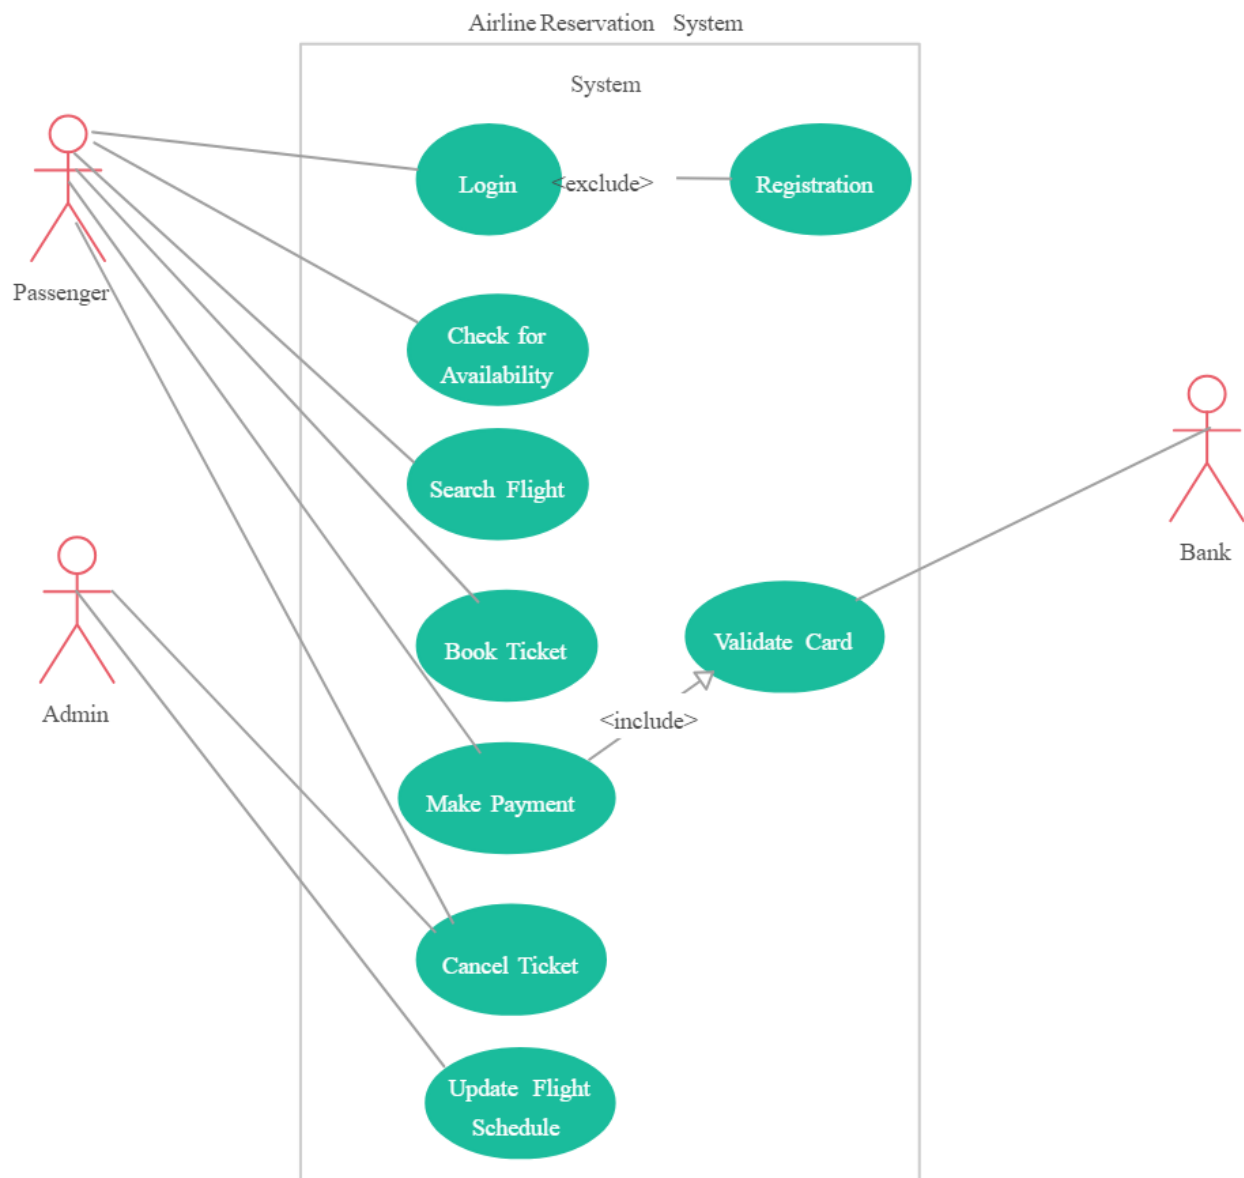 Airline Reservation System
System
Login
<exclude>
Registration
Passenger
Check for
Availability
Search Flight
Bank
Book Ticket
Validate Card
Admin
<include>
Make Payment
Cancel Ticket
Update Flight
Schedule